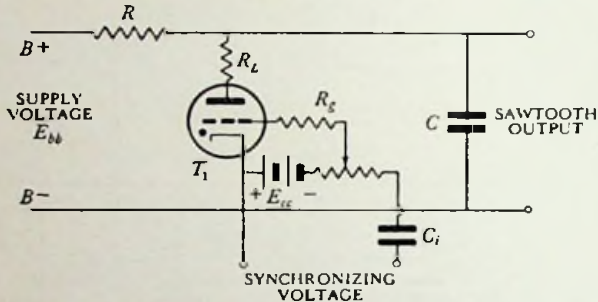 R
B+
R_L
R_g
SUPPLY
VOLTAGE
E_bb
C
SAWTOOTH
OUTPUT
T_1
+ E_cc −
B−
C_i
SYNCHRONIZING
VOLTAGE